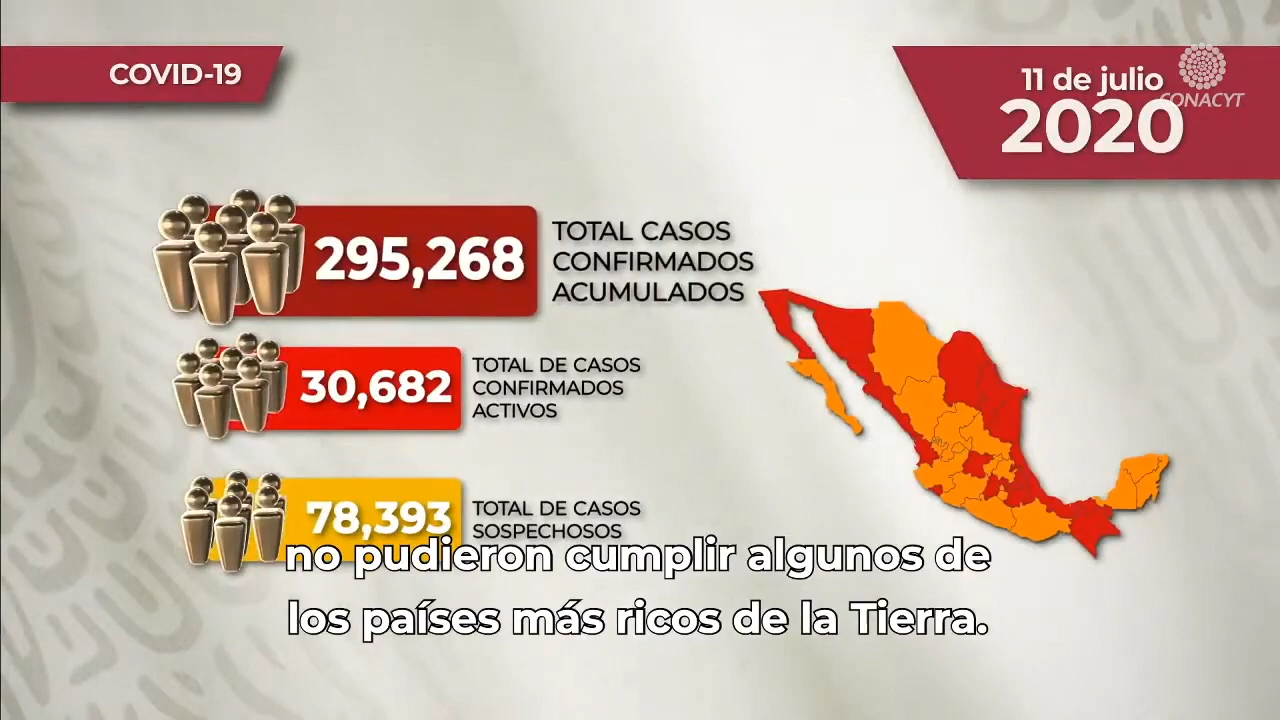 COVID-19
11 de julio
2020
CONACYT
295,268
TOTAL CASOS
CONFIRMADOS
ACUMULADOS
30,682
TOTAL DE CASOS
CONFIRMADOS
ACTIVOS
78,393
TOTAL DE CASOS
SOSPECHOSOS
no pudieron cumplir algunos de
los países más ricos de la Tierra.